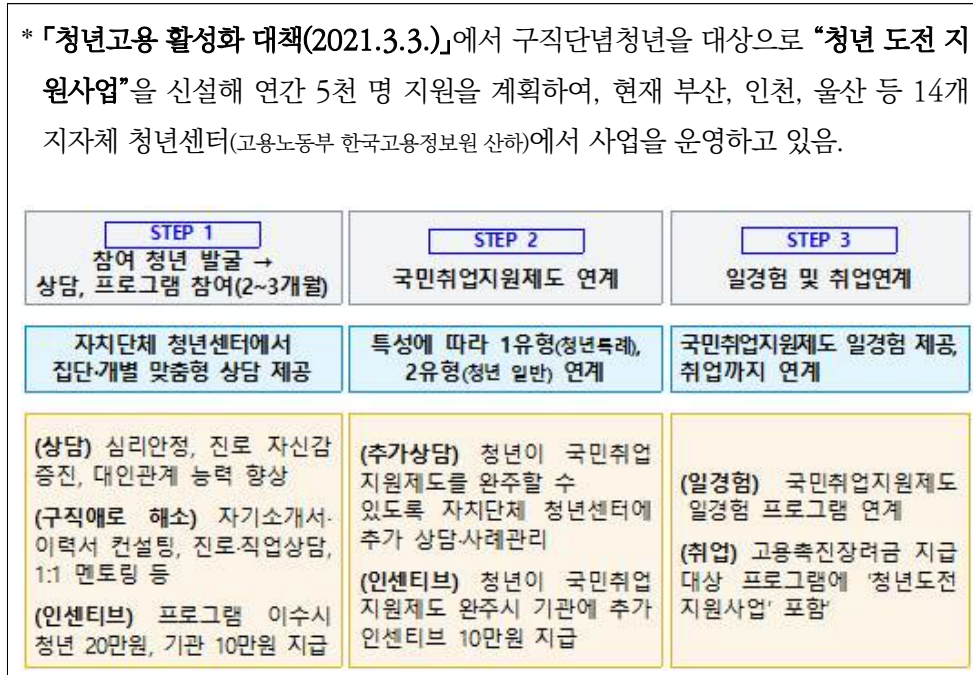 * 「청년고용 활성화 대책(2021.3.3.)」에서 구직단념청년을 대상으로 “청년 도전 지
원사업”을 신설해 연간 5천 명 지원을 계획하여, 현재 부산, 인천, 울산 등 14개
지자체 청년센터(고용노동부 한국고용정보원 산하)에서 사업을 운영하고 있음.
STEP 1
참여 청년 발굴 →
상담, 프로그램 참여(2~3개월)
자치단체 청년센터에서
집단·개별 맞춤형 상담 제공
(상담) 심리안정, 진로 자신감
증진, 대인관계 능력 향상
(구직애로 해소) 자기소개서·
이력서 컨설팅, 진로·직업상담,
1:1 멘토링 등
(인센티브) 프로그램 이수시
청년 20만원, 기관 10만원 지급
STEP 2
국민취업지원제도 연계
특성에 따라 1유형(청년특례),
2유형(청년 일반) 연계
(추가상담) 청년이 국민취업
지원제도를 완주할 수
있도록 자치단체 청년센터에
추가 상담·사례관리
(인센티브) 청년이 국민취업
지원제도 완주시 기관에 추가
인센티브 10만원 지급
STEP 3
일경험 및 취업연계
국민취업지원제도 일경험 제공,
취업까지 연계
(일경험) 국민취업지원제도
일경험 프로그램 연계
(취업) 고용촉진장려금 지급
대상 프로그램에 '청년도전
지원사업' 포함'